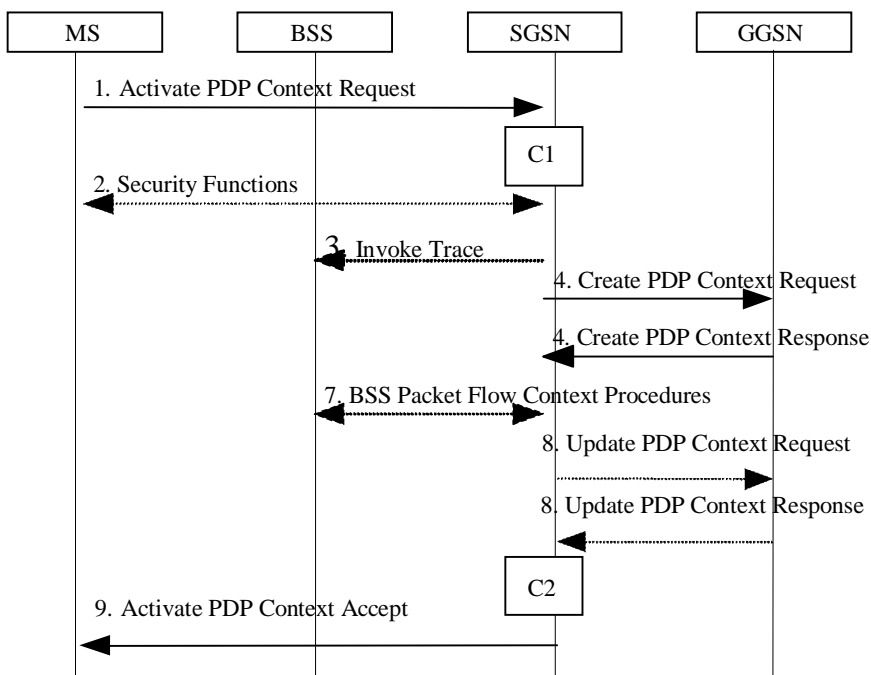 MS BSS SGSN GGSN
1. Activate PDP Context Request
C1
2. Security Functions
3. Invoke Trace
4. Create PDP Context Request
4. Create PDP Context Response
7. BSS Packet Flow Context Procedures
8. Update PDP Context Request
8. Update PDP Context Response
C2
9. Activate PDP Context Accept